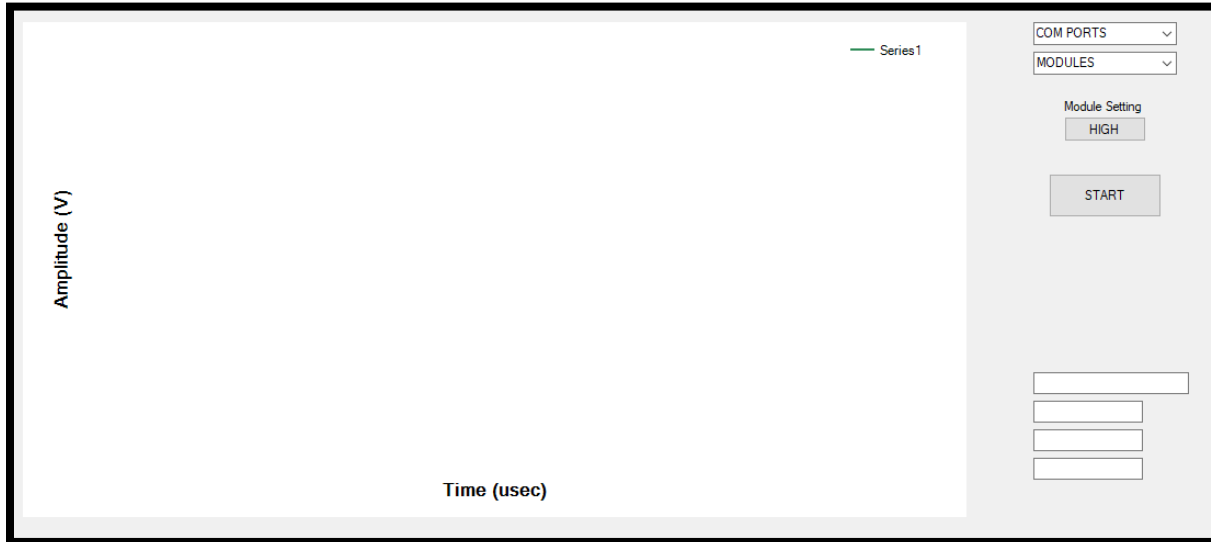 Series1
Amplitude (V)
Time (usec)
COM PORTS
MODULES
Module Setting
HIGH
START